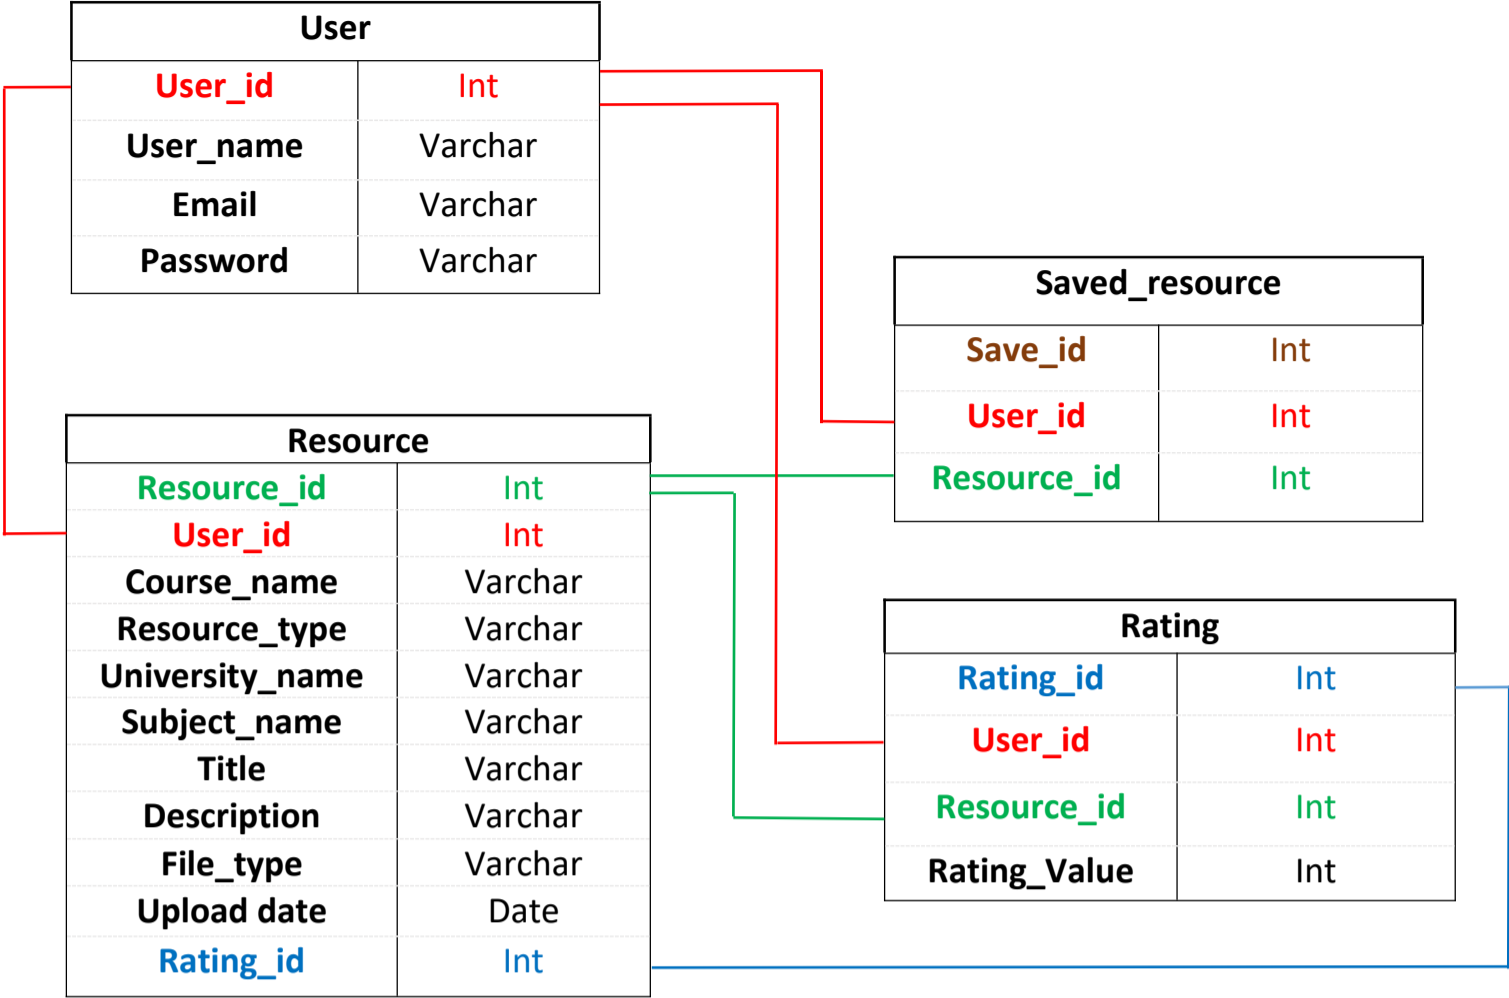 User
User_id Int
User_name Varchar
Email Varchar
Password Varchar
Saved_resource
Save_id Int
User_id Int
Resource_id Int
Resource
Resource_id Int
User_id Int
Course_name Varchar
Resource_type Varchar
University_name Varchar
Subject_name Varchar
Title Varchar
Description Varchar
File_type Varchar
Upload date Date
Rating_id Int
Rating
Rating_id Int
User_id Int
Resource_id Int
Rating_Value Int